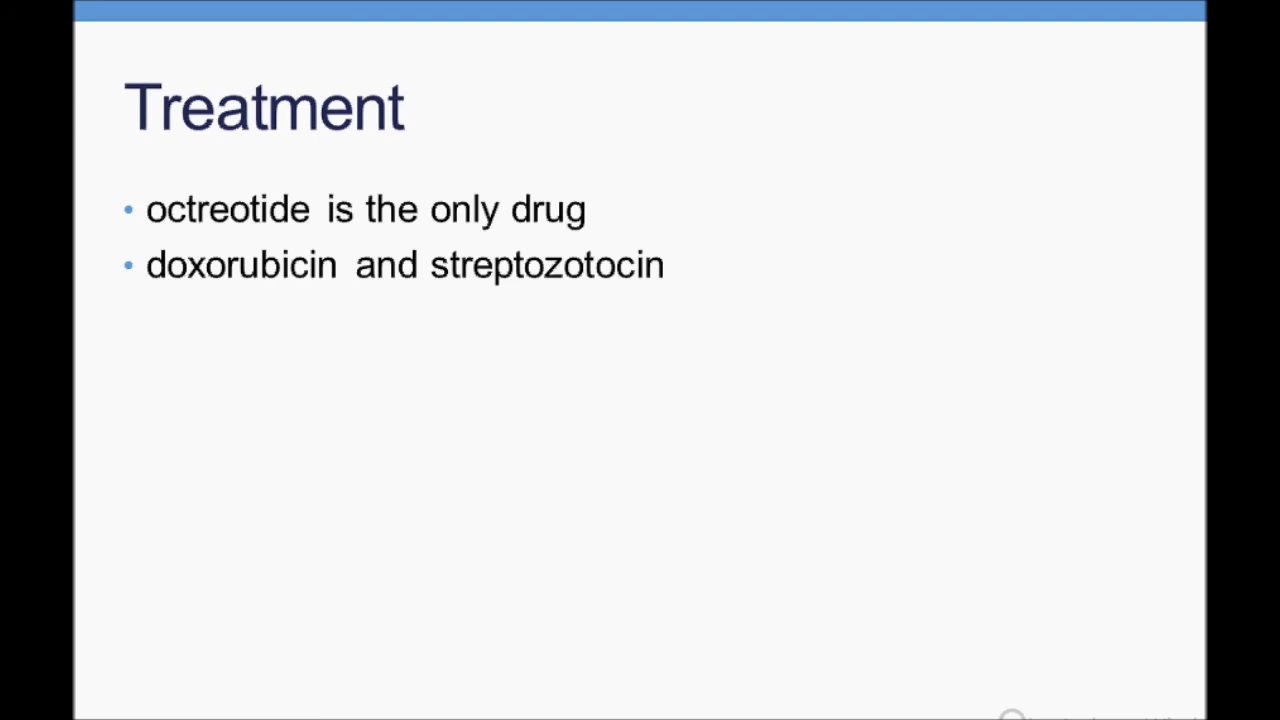 Treatment
• octreotide is the only drug
• doxorubicin and streptozotocin